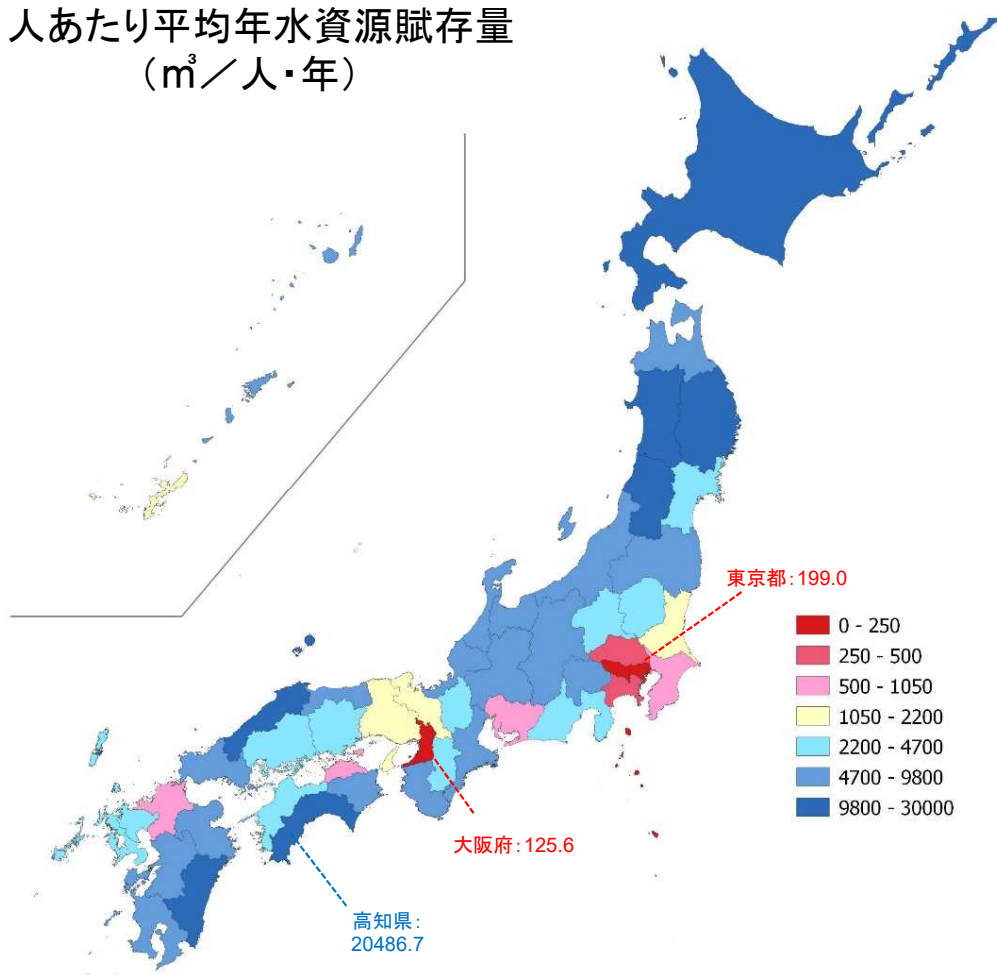 人あたり平均年水資源賦存量
（㎥／人・年）
東京都：199.0
0 - 250
250 - 500
500 - 1050
1050 - 2200
2200 - 4700
4700 - 9800
9800 - 30000
大阪府：125.6
高知県：
20486.7